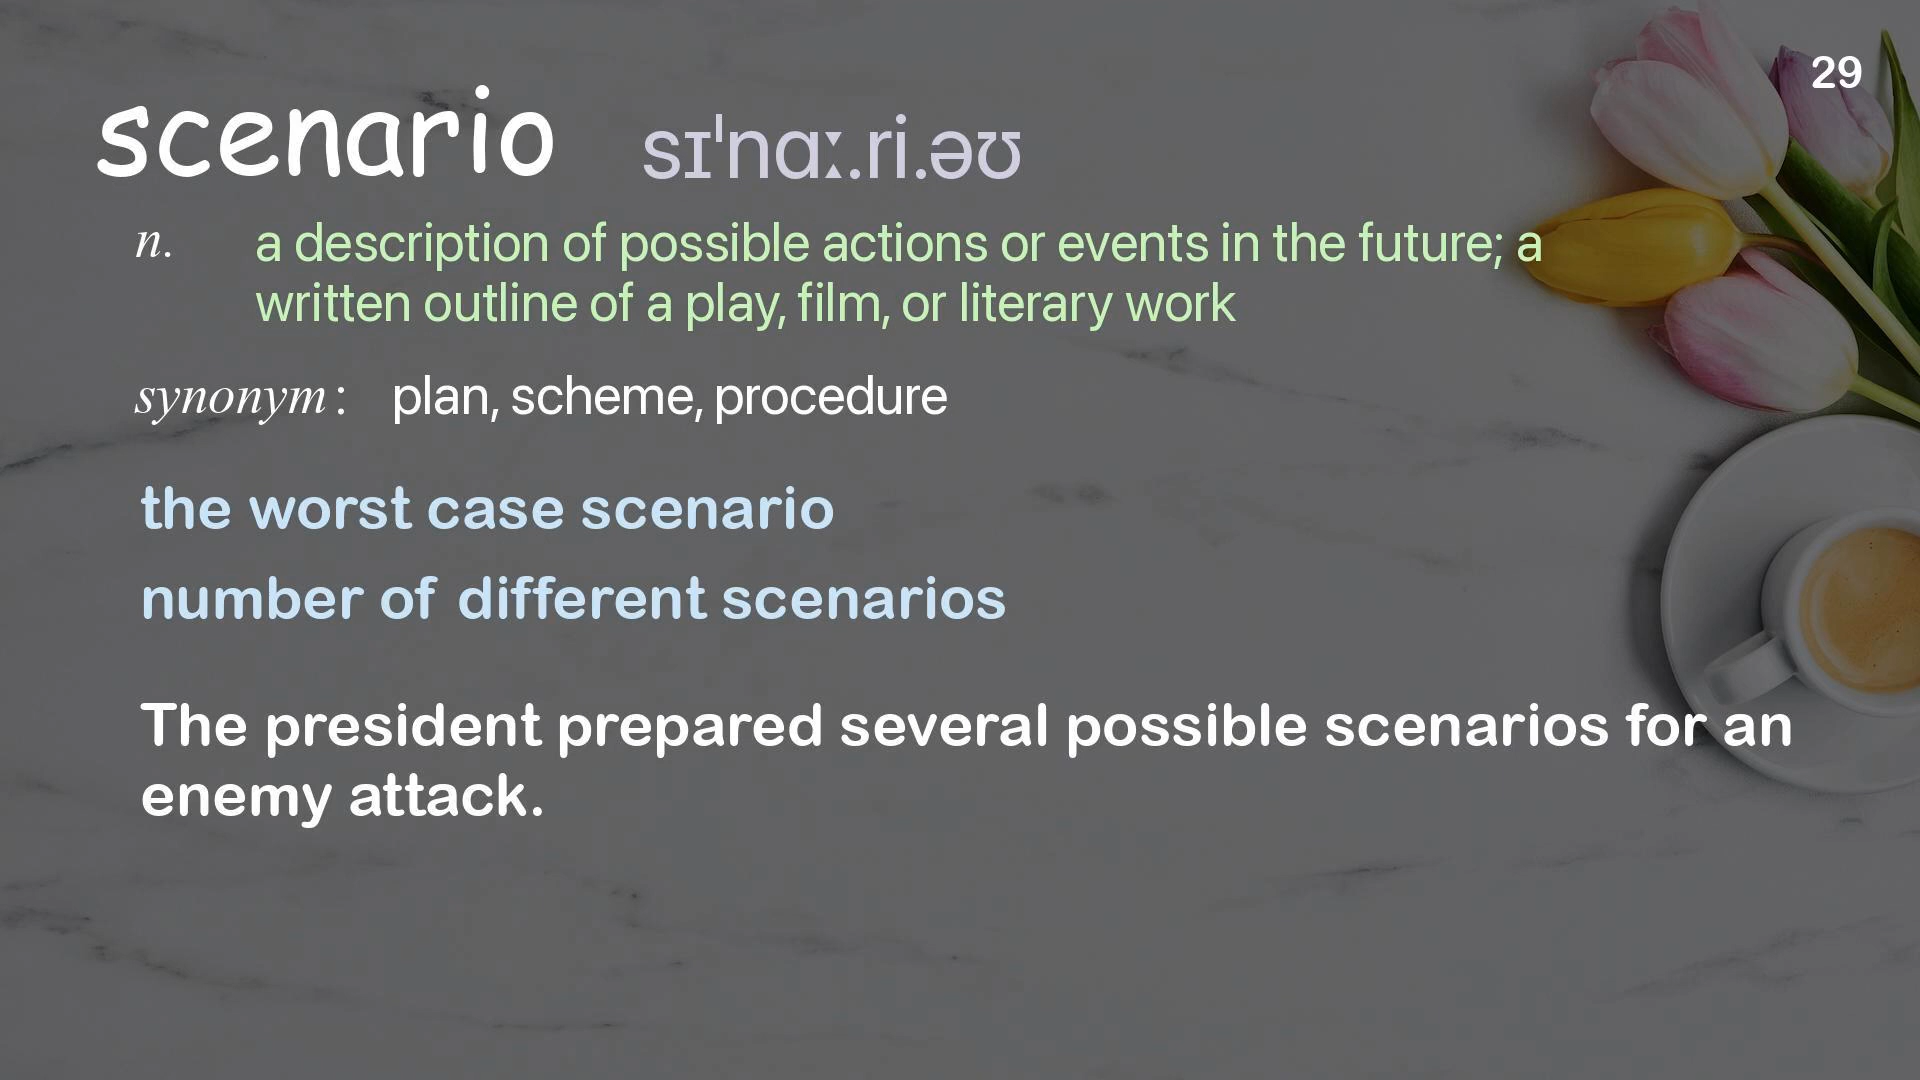 29
scenario sɪˈnɑː.ri.əʊ
n. a description of possible actions or events in the future; a
written outline of a play, film, or literary work
synonym: plan, scheme, procedure
the worst case scenario
number of different scenarios
The president prepared several possible scenarios for an
enemy attack.